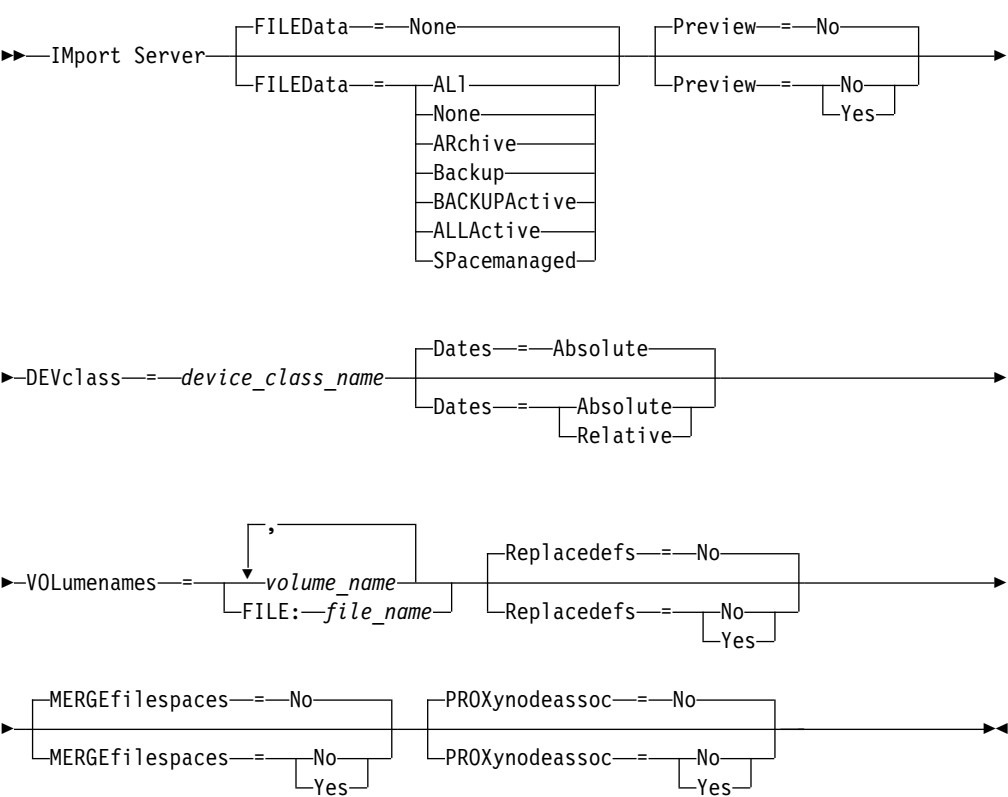 FILEData = None
Preview = No
IMport Server
FILEData = ALl
Preview = No
None
Yes
ARchive
Backup
BACKUPActive
ALLActive
SPacemanaged
Dates = Absolute
DEVclass = device_class_name
Dates = Absolute
Relative
,
Replacedefs = No
VOLumenames = volume_name
FILE: file_name
Replacedefs = No
Yes
MERGEfilespaces = No
PROXynodeassoc = No
MERGEfilespaces = No
PROXynodeassoc = No
Yes
Yes